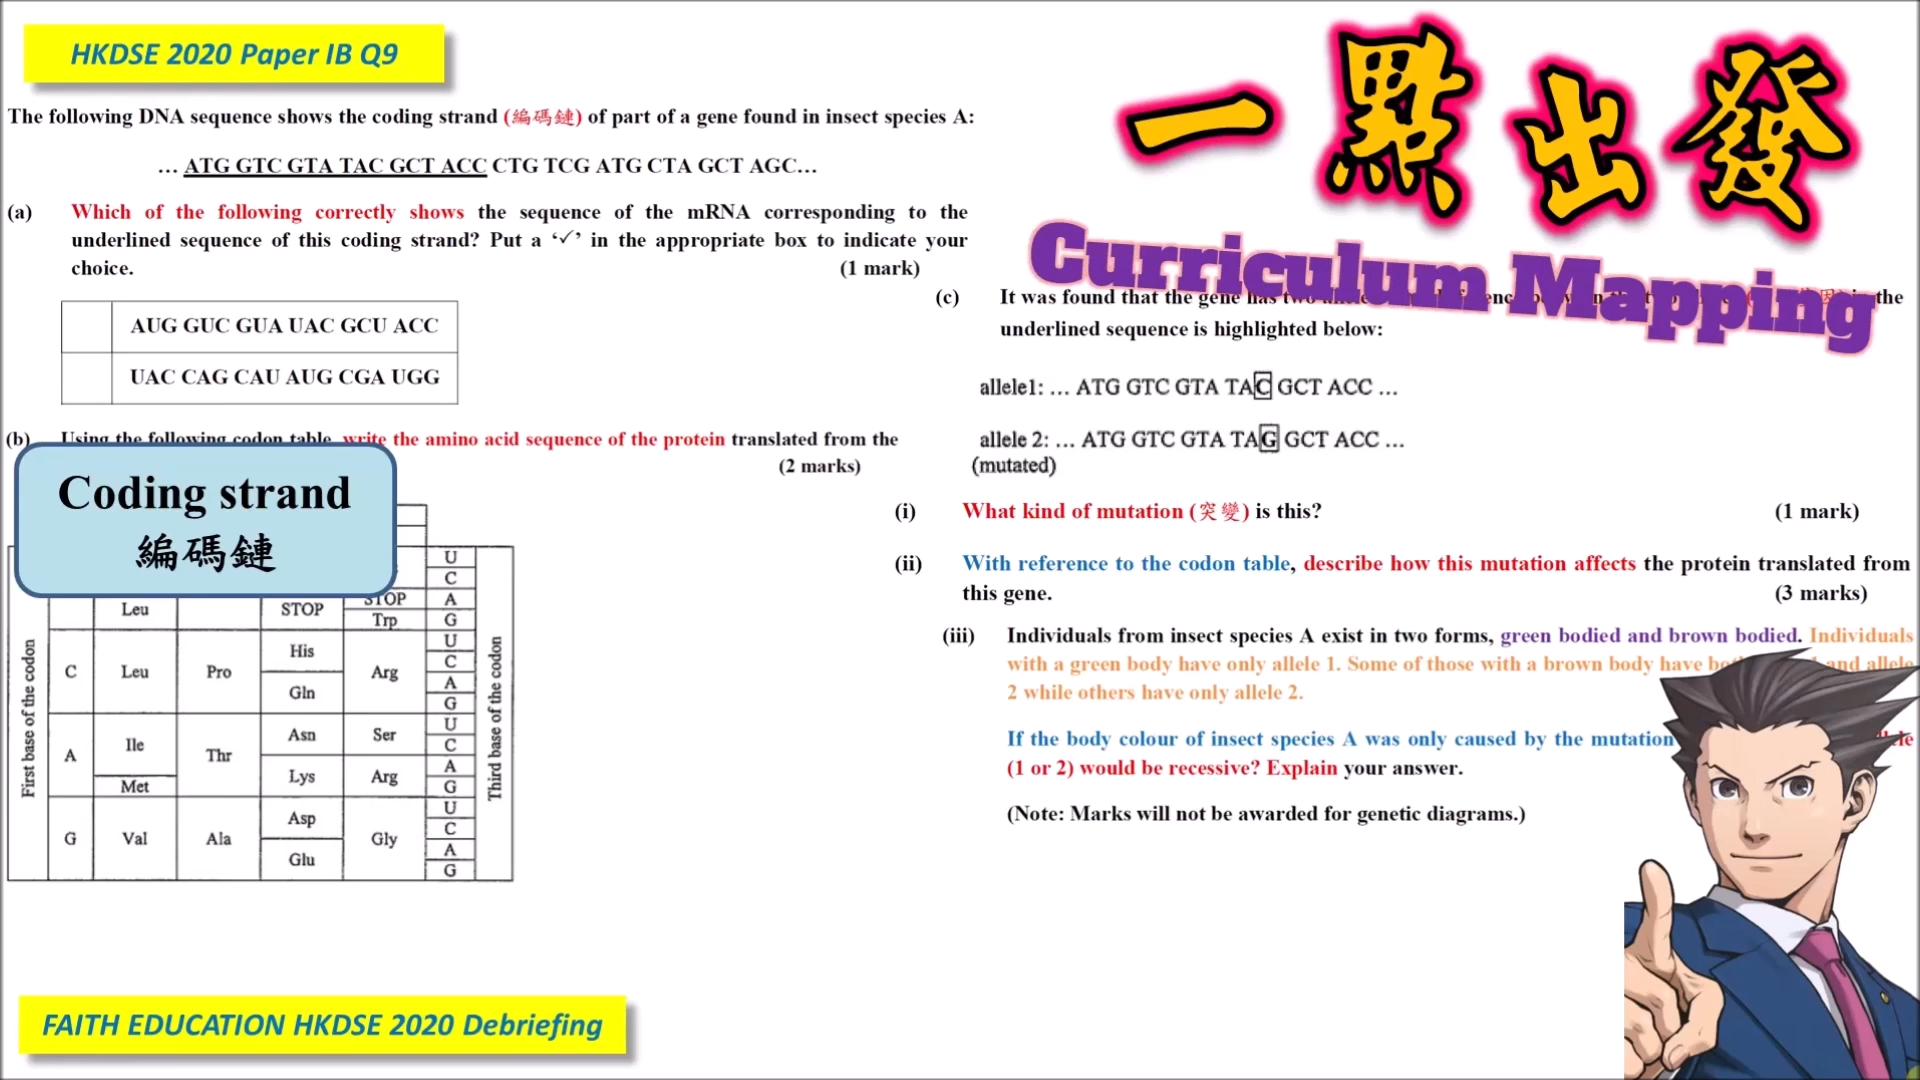 HKDSE 2020 Paper IB Q9
一點出發
Curriculum Mapping
The following DNA sequence shows the coding strand (編碼鏈) of part of a gene found in insect species A:
… ATG GTC GTA TAC GCT ACC CTG TCG ATG CTA GCT AGC…
(a) Which of the following correctly shows the sequence of the mRNA corresponding to the
underlined sequence of this coding strand? Put a ‘✓’ in the appropriate box to indicate your
choice. (1 mark)
AUG GUC GUA UAC GCU ACC
UAC CAG CAU AUG CGA UGG
(b) Using the following codon table, write the amino acid sequence of the protein translated from the
(2 marks)
Coding strand
編碼鏈
First base of the codon
Third base of the codon
U
C
Leu STOP STOP A
Trp G
C Leu Pro His Arg U
C
Gln A
G
A Ile Thr Asn Ser U
C
Lys Arg A
Met G
G Val Ala Asp Gly U
C
Glu A
G
(c) It was found that the gene has two the
underlined sequence is highlighted below:
allele1: … ATG GTC GTA TAC GCT ACC …
allele 2: … ATG GTC GTA TAG GCT ACC …
(mutated)
(i) What kind of mutation (突變) is this? (1 mark)
(ii) With reference to the codon table, describe how this mutation affects the protein translated from
this gene. (3 marks)
(iii) Individuals from insect species A exist in two forms, green bodied and brown bodied. Individuals
with a green body have only allele 1. Some of those with a brown body have and allele
2 while others have only allele 2.
If the body colour of insect species A was only caused by the mutation
(1 or 2) would be recessive? Explain your answer.
(Note: Marks will not be awarded for genetic diagrams.)
FAITH EDUCATION HKDSE 2020 Debriefing